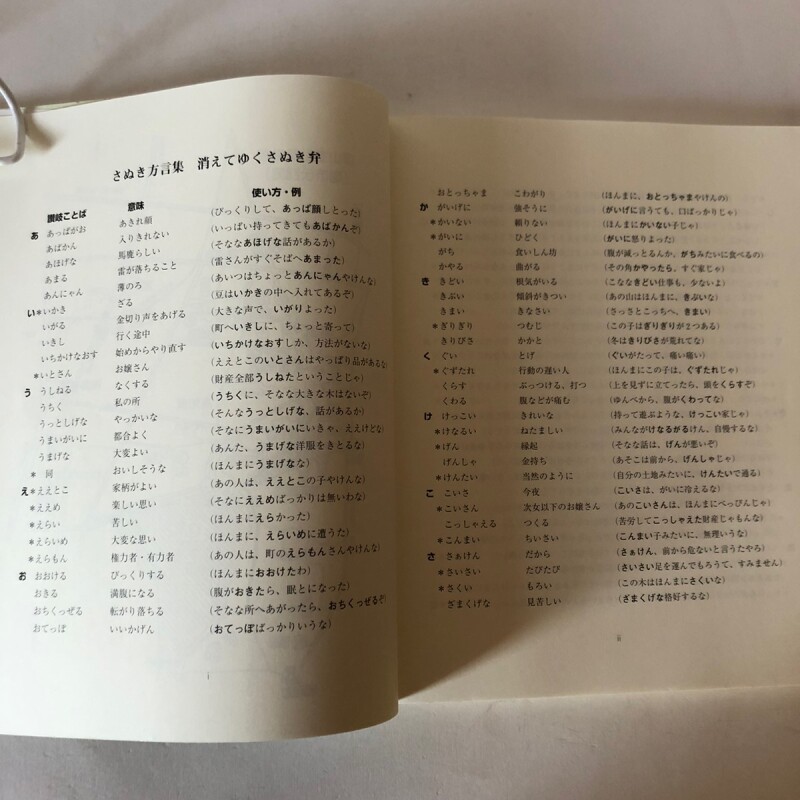 さぬき方言集 消えてゆくさぬき弁
讃岐ことば 意味 使い方・例
あ あっぱがお あきれ顔 (びっくりして、あっぱ顔しとった)
あばかん 入りきれない (いっぱい持ってきてもあばかんぞ)
あほげな 馬鹿らしい (そななあほげな話があるか)
あまる 雷が落ちること (雷さんがすぐそばへあまった)
あんにゃん 薄のろ (あいつはちょっとあんにゃんやけんな)
い *いかき ざる (豆はいかきの中へ入れてあるぞ)
いがる 金切り声をあげる (大きな声で、いがりよった)
いきし 行く途中 (町へいきしに、ちょっと寄って)
いちかけなおす 始めからやり直す (いちかけなおすしか、方法がないな)
*いとさん お嬢さん (ええとこのいとさんはやっぱり品があるな)
う うしねる なくする (財産全部うしねたということじゃ)
うちく 私の所 (うちくに、そなな大きな木はないぞ)
うっとしげな やっかいな (そんなうっとしげな、話があるか)
うまいがいに 都合よく (そなにうまいがいにいきゃ、ええけどな)
うまげな 大変よい (あんた、うまげな洋服をきとるな)
* 同 おいしそうな (ほんまにうまげなな)
え *ええとこ 家柄がよい (あの人は、ええとこの子やけんな)
*ええめ 楽しい思い (そなにええめばっかりは無いわな)
*えらい 苦しい (ほんまにえらかった)
*えらいめ 大変な思い (ほんまに、えらいめに遭うた)
*えらもん 権力者・有力者 (あの人は、町のえらもんさんやけんな)
お おおける びっくりする (ほんまにおおけたわ)
おきる 満腹になる (腹がおきたら、眠とになった)
おちくっぜる 転がり落ちる (そなな所へあがったら、おちくっぜるぞ)
おてっぽ いいかげん (おてっぽばっかりいうな)
i
おとっちゃま こわがり (ほんまに、おとっちゃまやけんの)
か がいげに 強そうに (がいげに言うても、口ばっかりじゃ)
*かいない 頼りない (ほんまにかいない子じゃ)
*がいに ひどく (がいに怒りよった)
がち 食いしん坊 (腹が減っとるんか、がちみたいに食べるの)
かやる 曲がる (その角かやったら、すぐ家じゃ)
き きどい 根気がいる (こななきどい仕事も、少ないよ)
きぶい 傾斜がきつい (あの山はほんまに、きぶいな)
きまい きなさい (さっさとこっちへ、きまい)
*ぎりぎり つむじ (この子はぎりぎりが2つある)
きりびさ かかと (冬はきりびさが荒れてな)
く ぐい とげ (ぐいがたって、痛い痛い)
*ぐずたれ 行動の遅い人 (ほんまにこの子は、ぐずたれじゃ)
くらす ぶっつける、打つ (上を見ずに立ってたら、頭をくらすぞ)
くわる 腹などが痛む (ゆんべから、腹がくわってな)
け けっこい きれいな (持って遊ぶような、けっこい家じゃ)
*けなるい ねたましい (みんながけなるがるけん、自慢するな)
*げん 縁起 (そなな話は、げんが悪いぞ)
げんしゃ 金持ち (あそこは前から、げんしゃじゃ)
*けんたい 当然のように (自分の土地みたいに、けんたいで通る)
こ こいさ 今夜 (こいさは、がいに冷えるな)
*こいさん 次女以下のお嬢さん (あのこいさんは、ほんまにべっぴんじゃ)
こっしゃえる つくる (苦労してこっしゃえた財産じゃもんな)
*こんまい ちいさい (こんまい子みたいに、無理いうな)
さ さぁけん だから (さぁけん、前から危ないと言うたやろ)
*さいさい たびたび (さいさい足を運んでもろうて、すみません)
*さくい もろい (この木はほんまにさくいな)
ざまくげな 見苦しい (ざまくげな格好するな)
ii